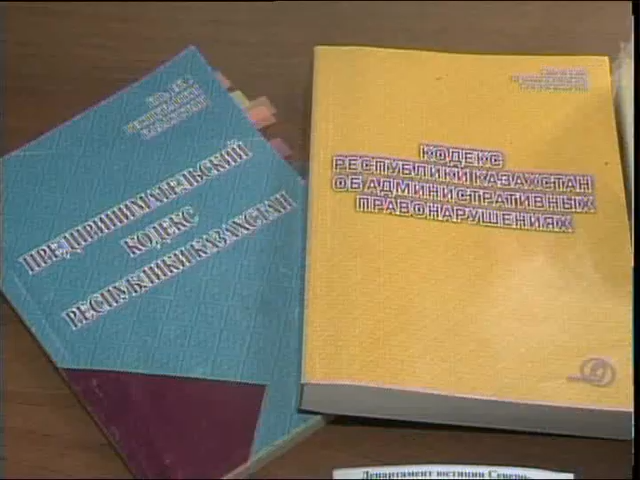 ПРЕДПРИНИМАТЕЛЬСКИЙ
КОДЕКС
РЕСПУБЛИКИ КАЗАХСТАН
КОДЕКС
РЕСПУБЛИКИ КАЗАХСТАН
ОБ АДМИНИСТРАТИВНЫХ
ПРАВОНАРУШЕНИЯХ
Департамент юстиции Северо-